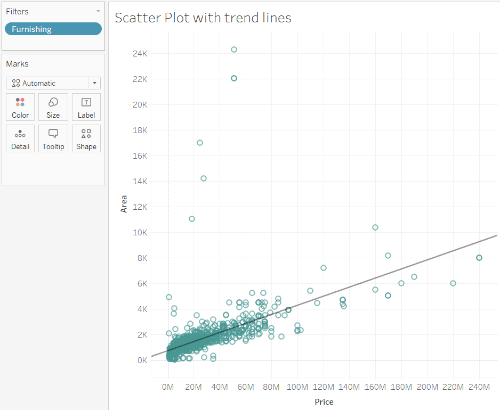 Filters
Furnishing
Marks
Automatic
Color
Size
Label
Detail
Tooltip
Shape
Scatter Plot with trend lines
24K
22K
20K
18K
16K
14K
12K
10K
8K
6K
4K
2K
0K
Area
0M 20M 40M 60M 80M 100M 120M 140M 160M 180M 200M 220M 240M
Price